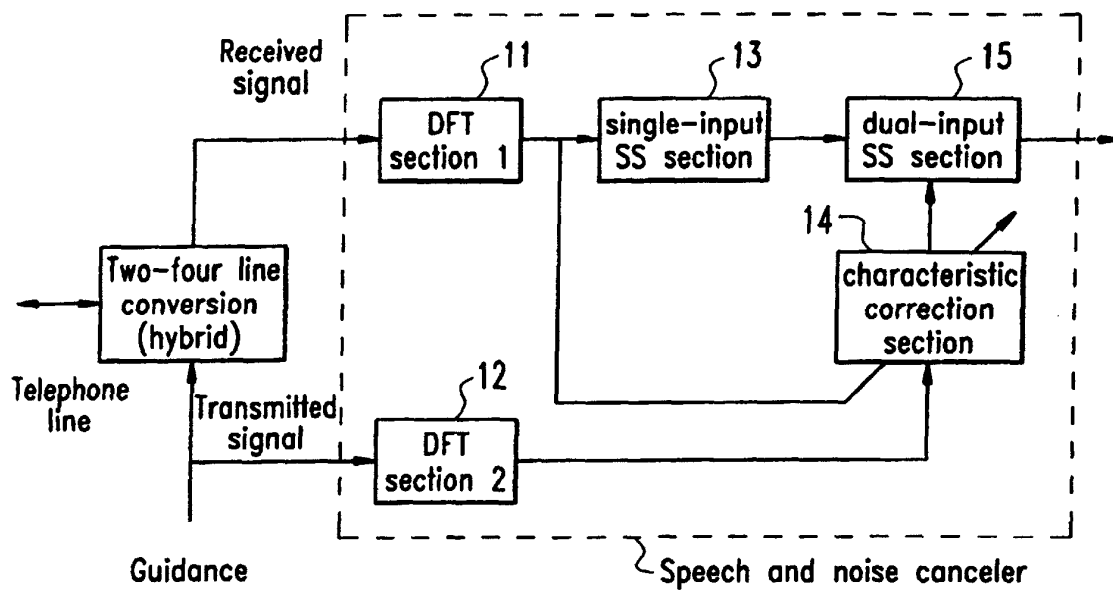 Received
signal
11
13
15
DFT
section 1
single-input
SS section
dual-input
SS section
14
Two-four line
conversion
(hybrid)
characteristic
correction
section
Telephone
line
Transmitted
signal
12
DFT
section 2
Guidance
Speech and noise canceler